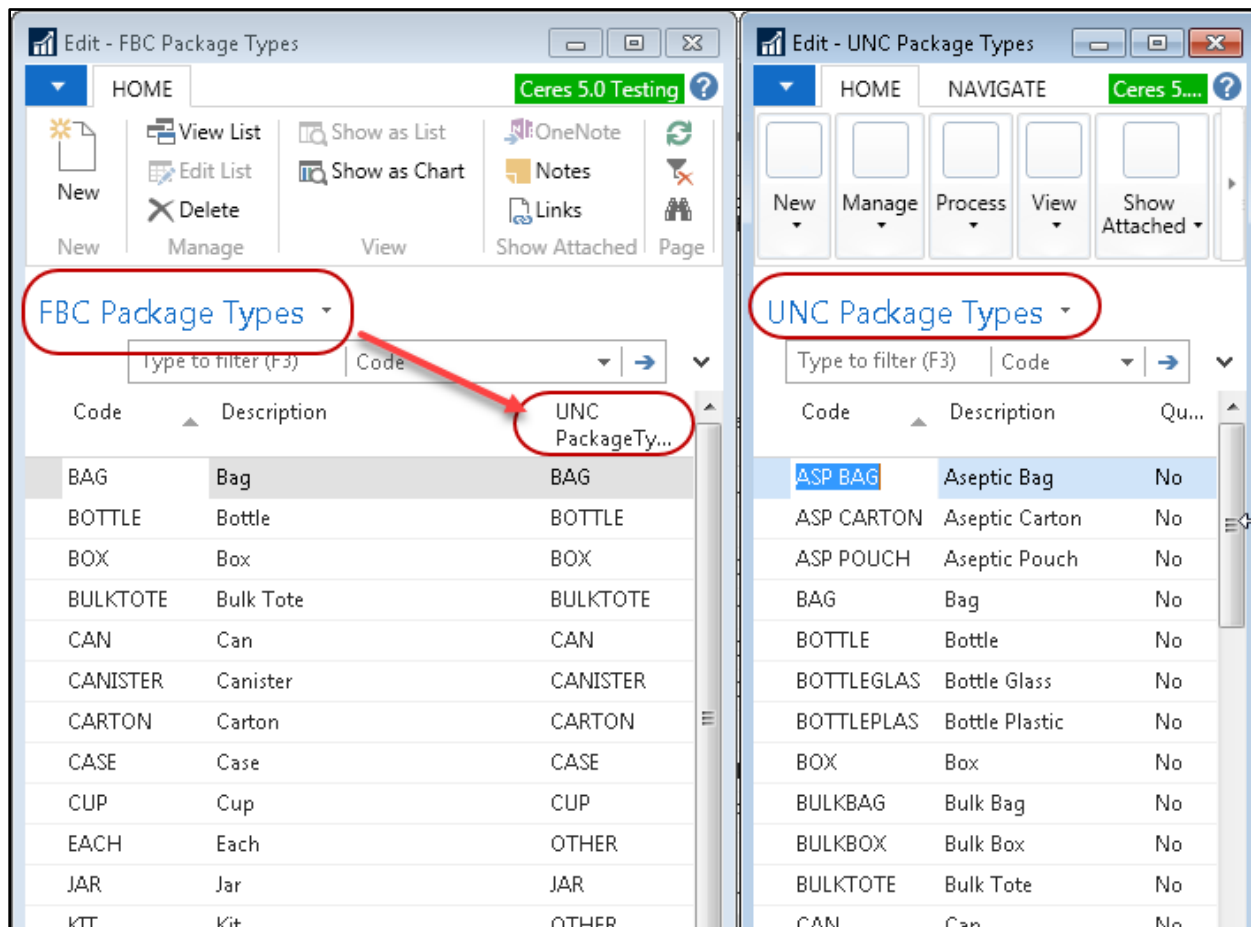 Edit - FBC Package Types
HOME
Ceres 5.0 Testing
New
View List
Edit List
Delete
Show as List
Show as Chart
OneNote
Notes
Links
New
Manage
View
Show Attached
Page
FBC Package Types
Type to filter (F3)
Code
Code Description UNC PackageTy...
BAG Bag BAG
BOTTLE Bottle BOTTLE
BOX Box BOX
BULKTOTE Bulk Tote BULKTOTE
CAN Can CAN
CANISTER Canister CANISTER
CARTON Carton CARTON
CASE Case CASE
CUP Cup CUP
EACH Each OTHER
JAR Jar JAR
KIT Kit OTHER
Edit - UNC Package Types
HOME NAVIGATE
Ceres 5....
New
Manage
Process
View
Show Attached
UNC Package Types
Type to filter (F3)
Code
Code Description Qu...
ASP BAG Aseptic Bag No
ASP CARTON Aseptic Carton No
ASP POUCH Aseptic Pouch No
BAG Bag No
BOTTLE Bottle No
BOTTLEGLAS Bottle Glass No
BOTTLEPLAS Bottle Plastic No
BOX Box No
BULKBAG Bulk Bag No
BULKBOX Bulk Box No
BULKTOTE Bulk Tote No
CAN Can No